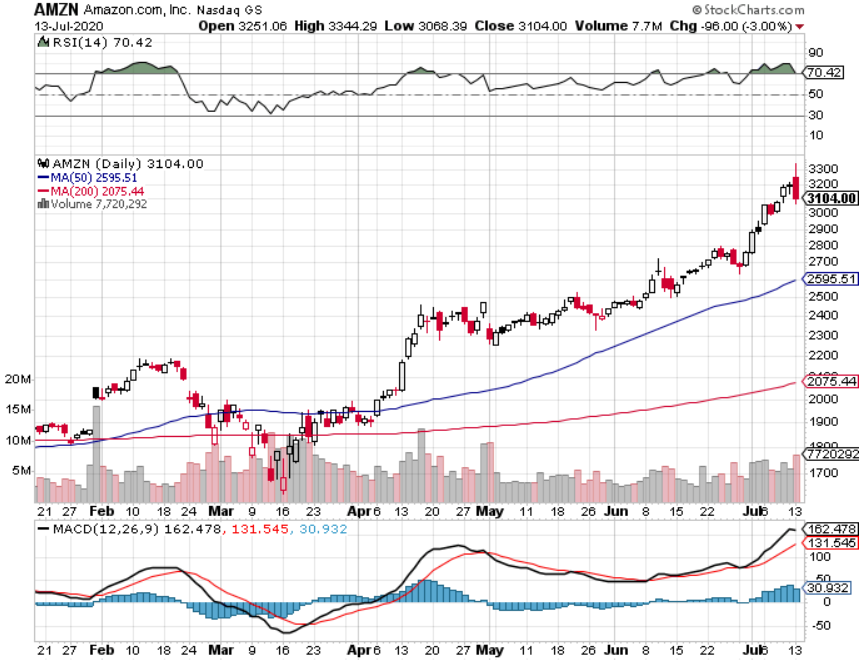 AMZN Amazon.com, Inc. Nasdaq GS © StockCharts.com
13-Jul-2020 Open 3251.06 High 3344.29 Low 3068.39 Close 3104.00 Volume 7.7M Chg -96.00 (-3.00%)
RSI(14) 70.42
90
70.42
50
30
10
AMZN (Daily) 3104.00
MA(50) 2595.51
MA(200) 2075.44
Volume 7,720,292
3300
3200
3104.00
3000
2900
2800
2700
2595.51
2500
2400
2300
2200
2075.44
2000
1900
1800
7720292
1700
20M
15M
10M
5M
21 27 Feb 10 18 24 Mar 9 16 23 Apr 6 13 20 27 May 11 18 26 Jun 8 15 22 Jul 6 13
MACD(12,26,9) 162.478, 131.545, 30.932
162.478
131.545
100
50
30.932
0
-50
21 27 Feb 10 18 24 Mar 9 16 23 Apr 6 13 20 27 May 11 18 26 Jun 8 15 22 Jul 6 13